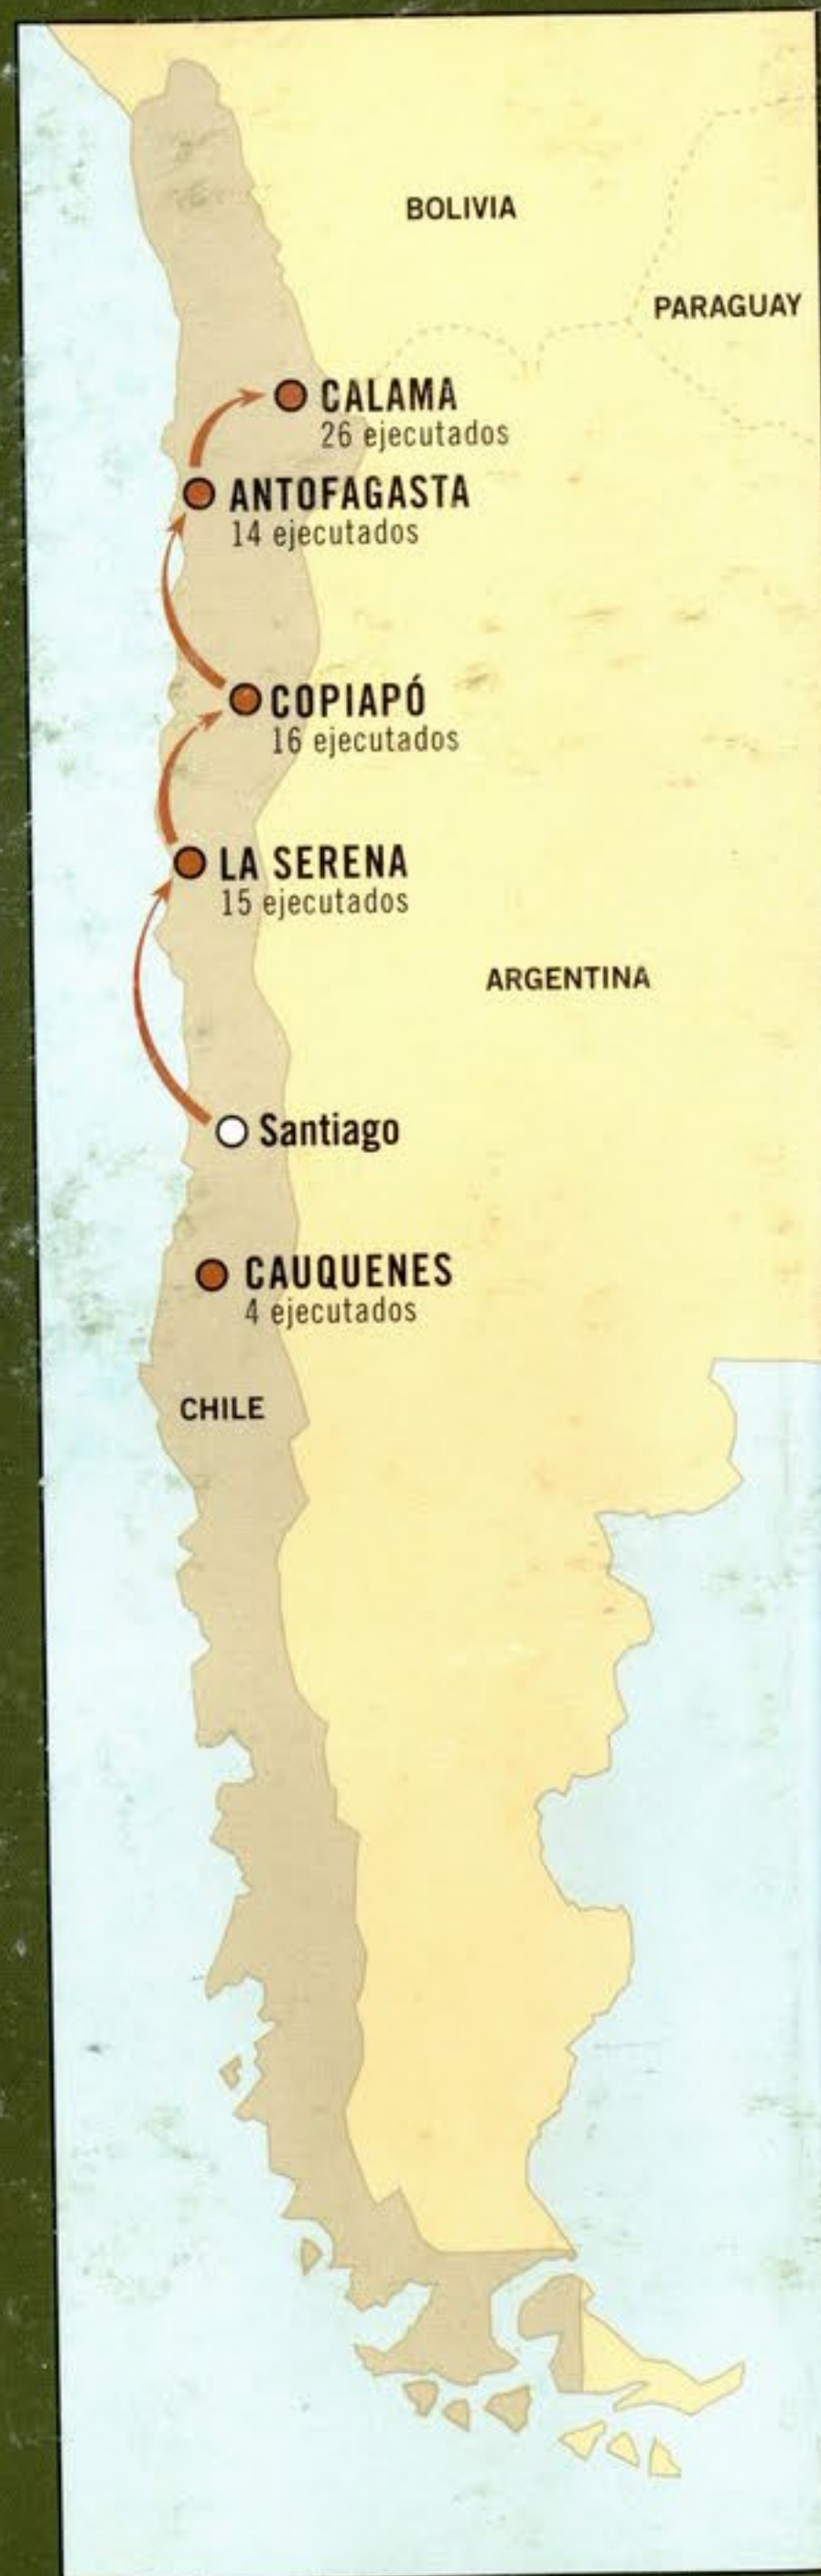 BOLIVIA
PARAGUAY
CALAMA
26 ejecutados
ANTOFAGASTA
14 ejecutados
COPIAPÓ
16 ejecutados
LA SERENA
15 ejecutados
ARGENTINA
Santiago
CAUQUENES
4 ejecutados
CHILE